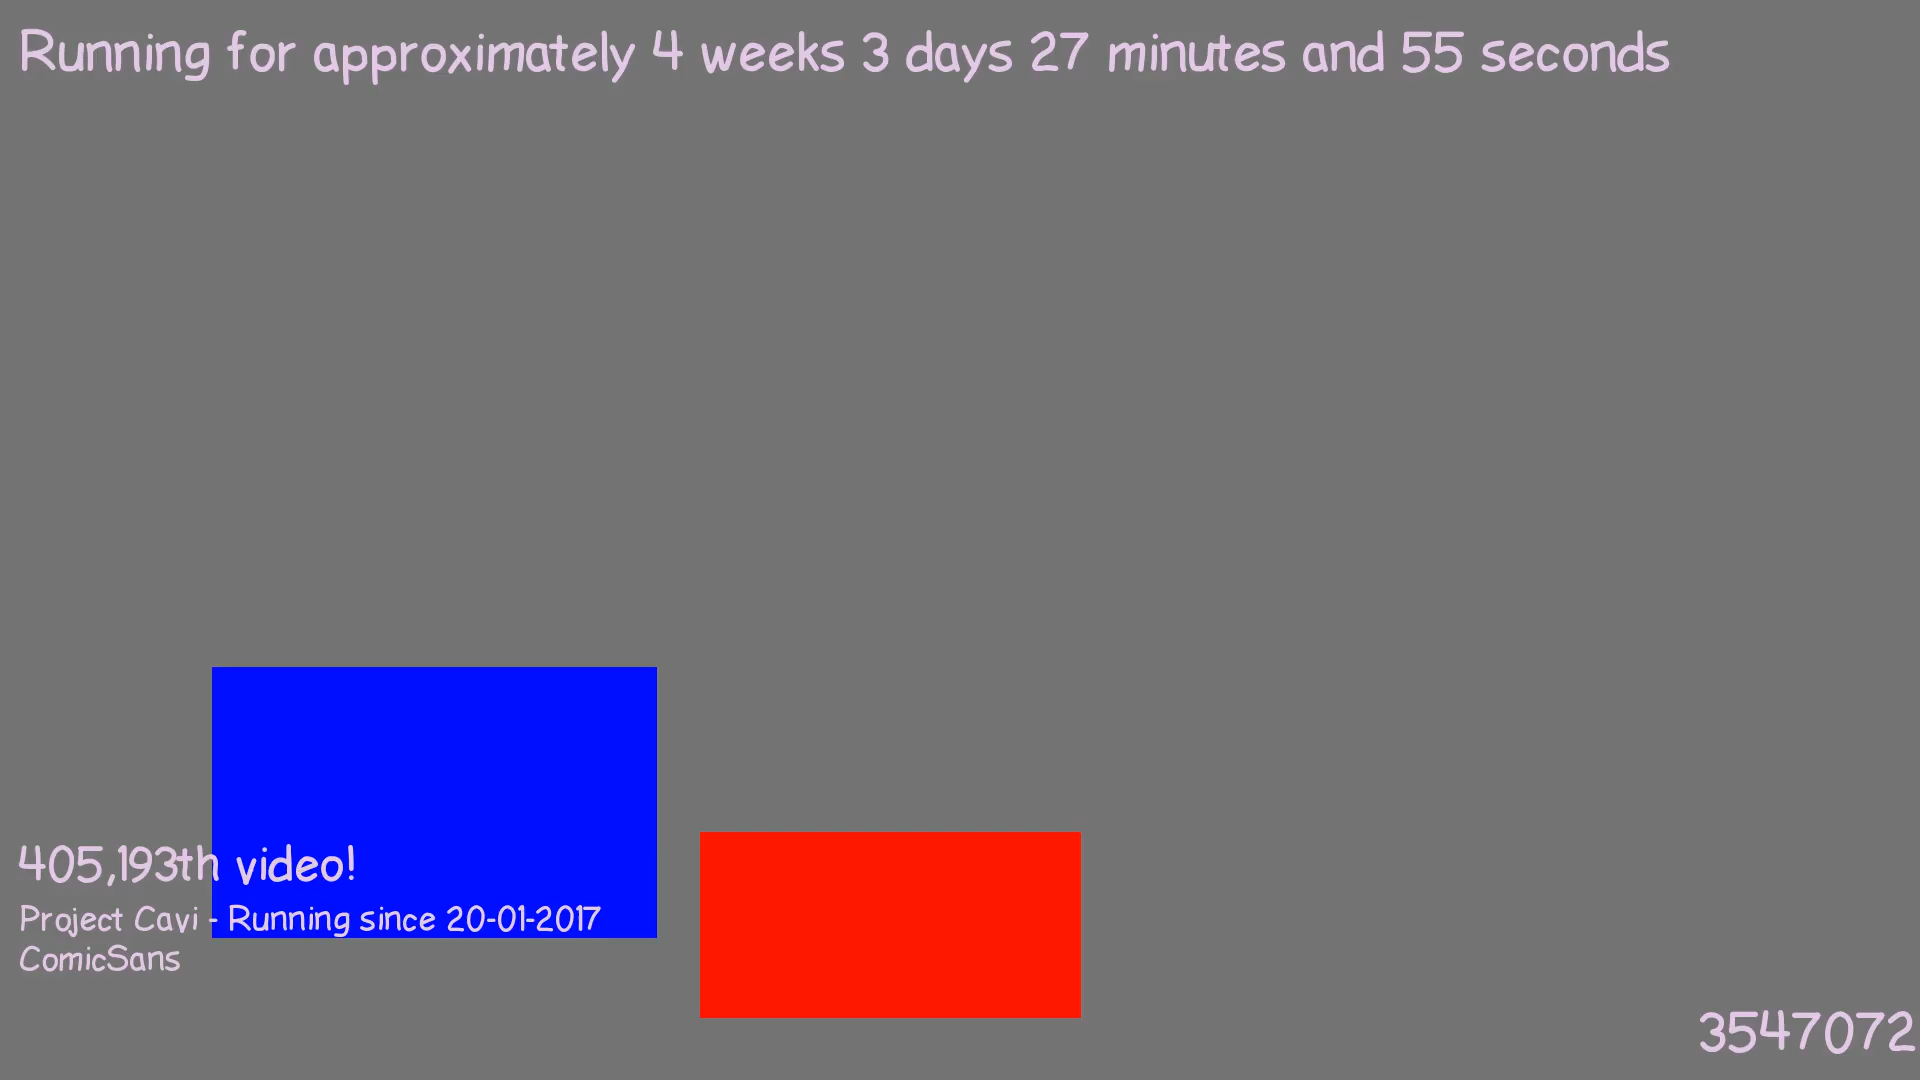 Running for approximately 4 weeks 3 days 27 minutes and 55 seconds
405,193th video!
Project Cavi - Running since 20-01-2017
ComicSans
3547072